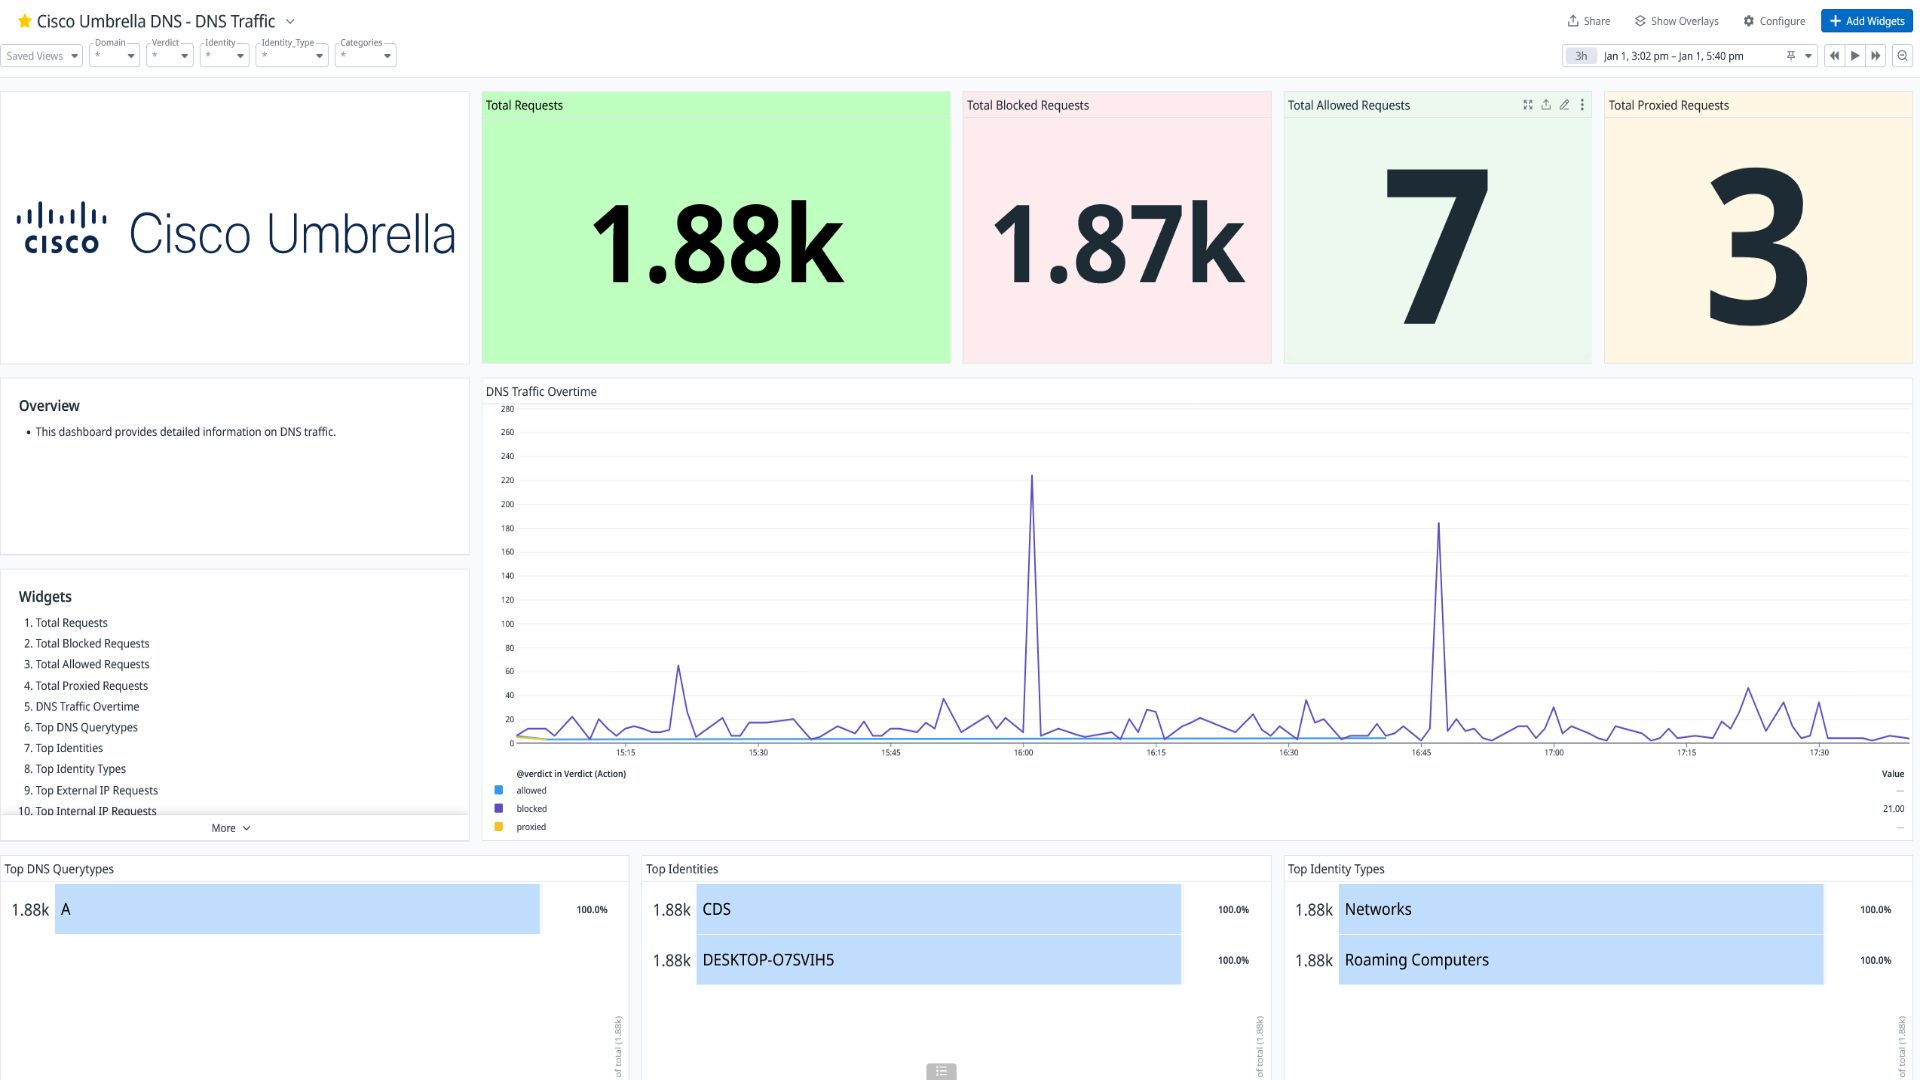 Cisco Umbrella DNS - DNS Traffic
Share
Show Overlays
Configure
Add Widgets
Saved Views
Domain
*
Verdict
*
Identity
*
Identity_Type
*
Categories
*
3h
Jan 1, 3:02 pm – Jan 1, 5:40 pm
CISCO Cisco Umbrella
Total Requests
1.88k
Total Blocked Requests
1.87k
Total Allowed Requests
7
Total Proxied Requests
3
Overview
• This dashboard provides detailed information on DNS traffic.
Widgets
1. Total Requests
2. Total Blocked Requests
3. Total Allowed Requests
4. Total Proxied Requests
5. DNS Traffic Overtime
6. Top DNS Querytypes
7. Top Identities
8. Top Identity Types
9. Top External IP Requests
10. Top Internal IP Requests
More
DNS Traffic Overtime
280
260
240
220
200
180
160
140
120
100
80
60
40
20
0
15:15
15:30
15:45
16:00
16:15
16:30
16:45
17:00
17:15
17:30
@verdict in Verdict (Action)
Value
allowed
—
blocked
21.00
proxied
—
Top DNS Querytypes
1.88k A 100.0%
of total (1.88k)
Top Identities
1.88k CDS 100.0%
1.88k DESKTOP-O7SVIH5 100.0%
of total (1.88k)
Top Identity Types
1.88k Networks 100.0%
1.88k Roaming Computers 100.0%
of total (1.88k)